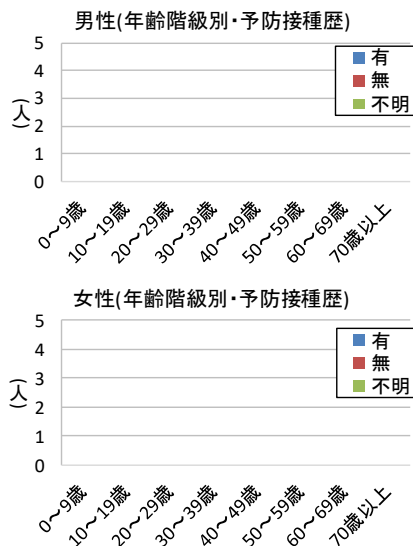 男性(年齢階級別・予防接種歴)
5
4
3
2
1
0
(人)
有
無
不明
0～9歳
10～19歳
20～29歳
30～39歳
40～49歳
50～59歳
60～69歳
70歳以上
女性(年齢階級別・予防接種歴)
5
4
3
2
1
0
(人)
有
無
不明
0～9歳
10～19歳
20～29歳
30～39歳
40～49歳
50～59歳
60～69歳
70歳以上